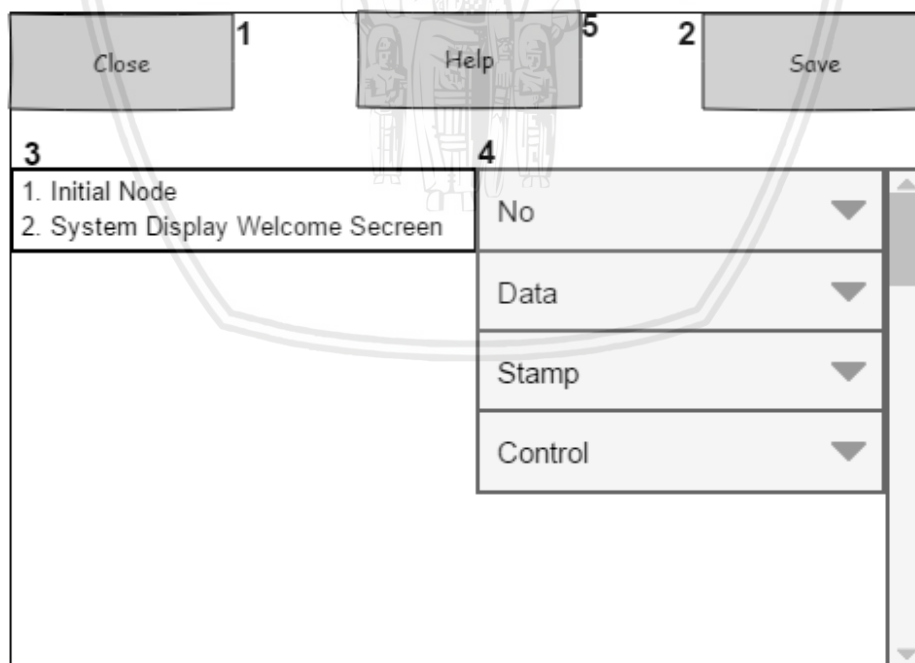 Close 1 Help 5 2 Save
3 4
1. Initial Node
2. System Display Welcome Secreen
No
Data
Stamp
Control